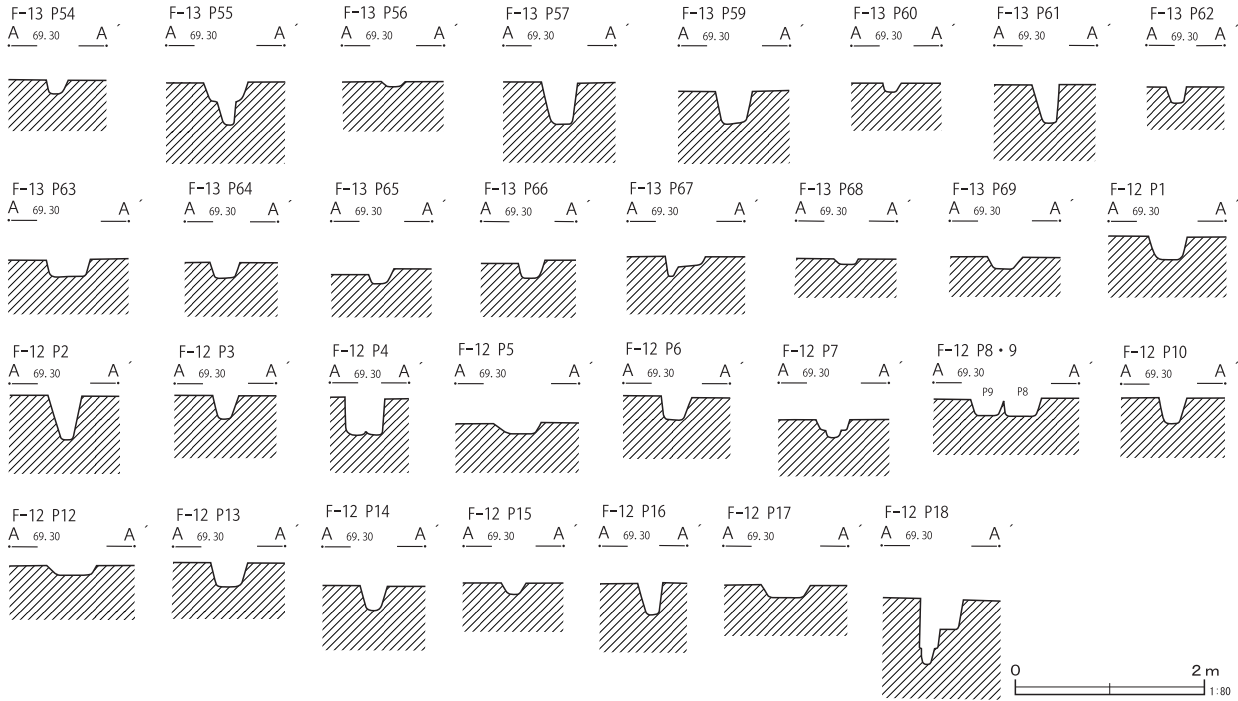 F-13 P54
A 69.30 A´
F-13 P55
A 69.30 A´
F-13 P56
A 69.30 A´
F-13 P57
A 69.30 A´
F-13 P59
A 69.30 A´
F-13 P60
A 69.30 A´
F-13 P61
A 69.30 A´
F-13 P62
A 69.30 A´
F-13 P63
A 69.30 A´
F-13 P64
A 69.30 A´
F-13 P65
A 69.30 A´
F-13 P66
A 69.30 A´
F-13 P67
A 69.30 A´
F-13 P68
A 69.30 A´
F-13 P69
A 69.30 A´
F-12 P1
A 69.30 A´
F-12 P2
A 69.30 A´
F-12 P3
A 69.30 A´
F-12 P4
A 69.30 A´
F-12 P5
A 69.30 A´
F-12 P6
A 69.30 A´
F-12 P7
A 69.30 A´
F-12 P8・9
A 69.30 A´
P9 P8
F-12 P10
A 69.30 A´
F-12 P12
A 69.30 A´
F-12 P13
A 69.30 A´
F-12 P14
A 69.30 A´
F-12 P15
A 69.30 A´
F-12 P16
A 69.30 A´
F-12 P17
A 69.30 A´
F-12 P18
A 69.30 A´
0 2 m
1:80